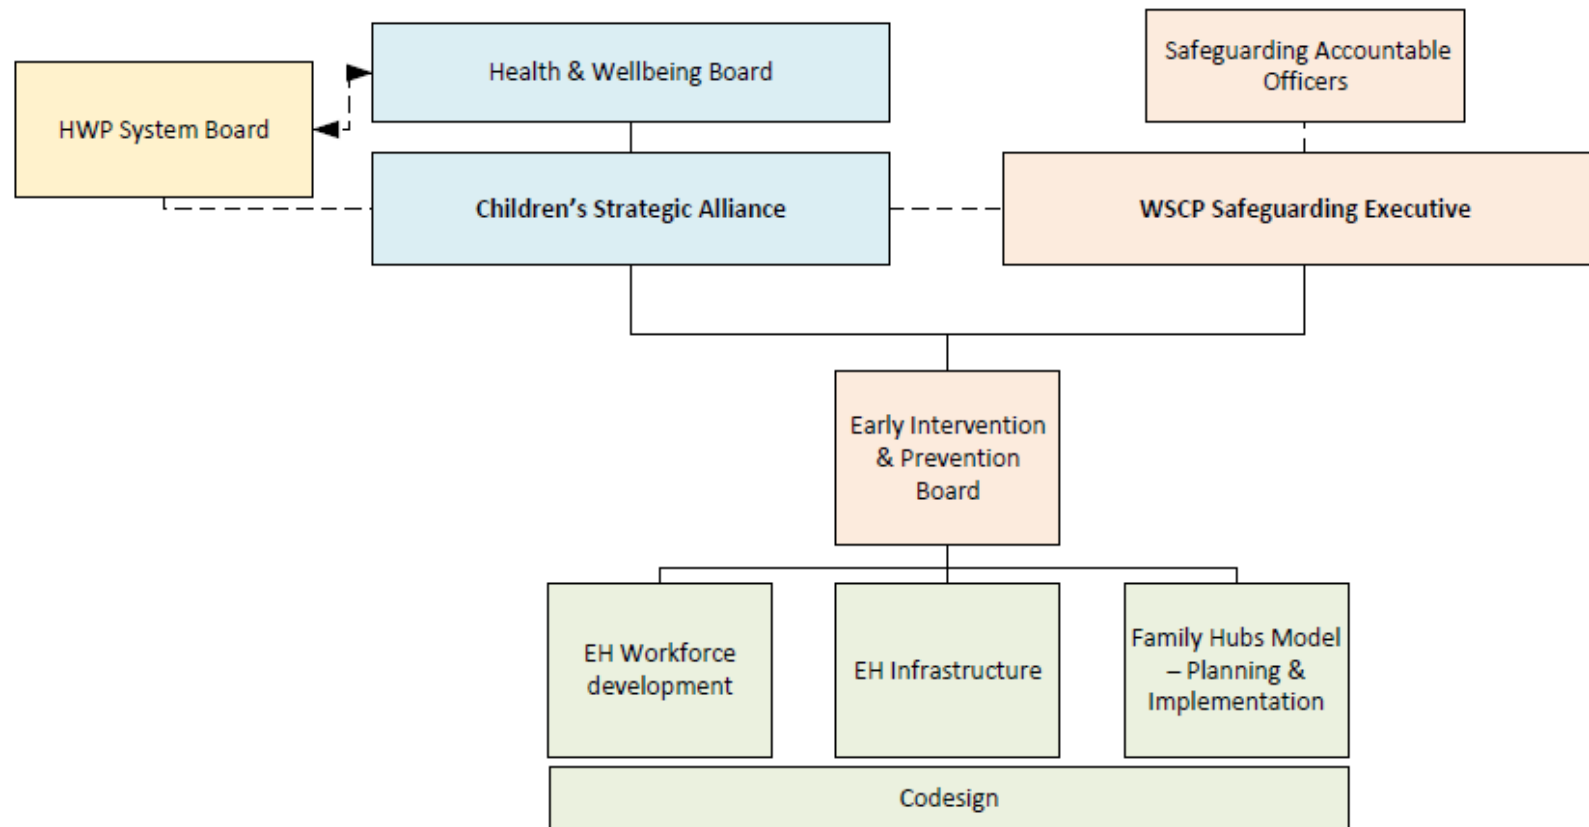 Health & Wellbeing Board
Safeguarding Accountable
Officers
HWP System Board
Children’s Strategic Alliance
WSCP Safeguarding Executive
Early Intervention
& Prevention
Board
EH Workforce
development
EH Infrastructure
Family Hubs Model
– Planning &
Implementation
Codesign